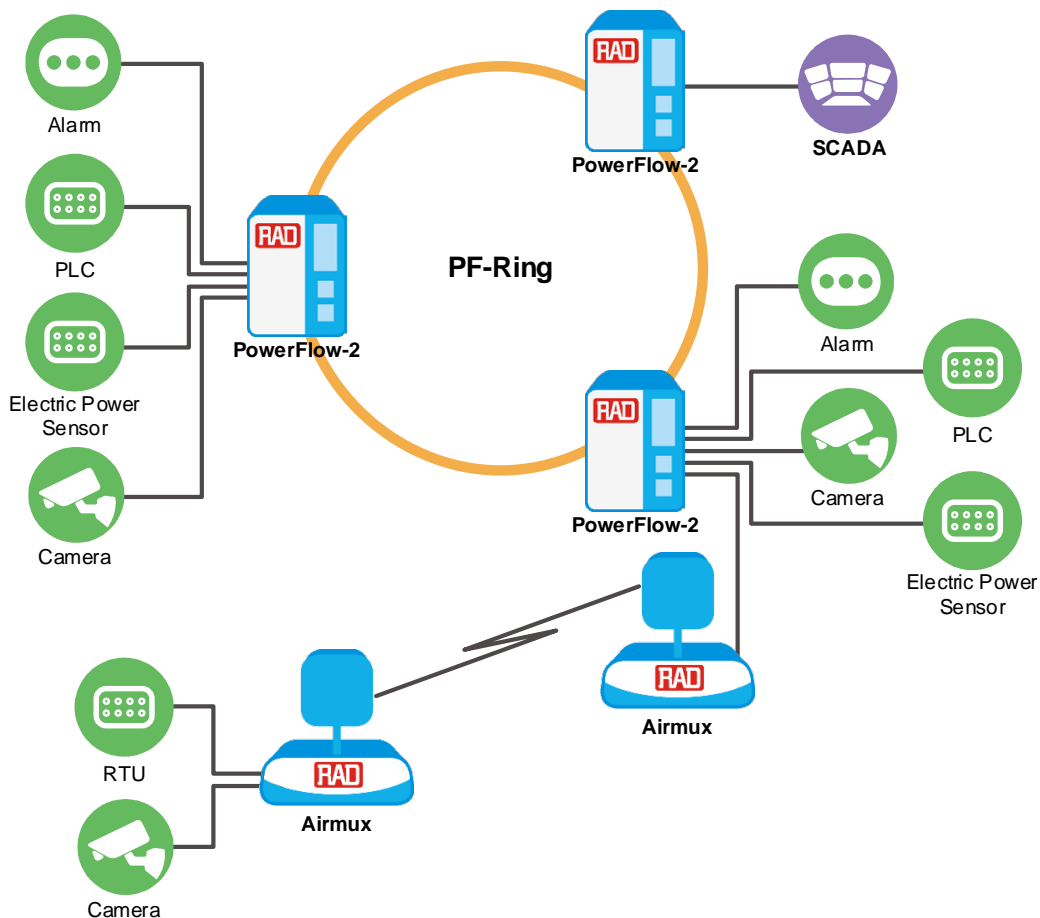 RAD
Alarm
PowerFlow-2
SCADA
PLC
RAD
PF-Ring
PowerFlow-2
Alarm
Electric Power
Sensor
RAD
PLC
Camera
PowerFlow-2
Camera
Electric Power
Sensor
RAD
Airmux
RTU
RAD
Airmux
Camera